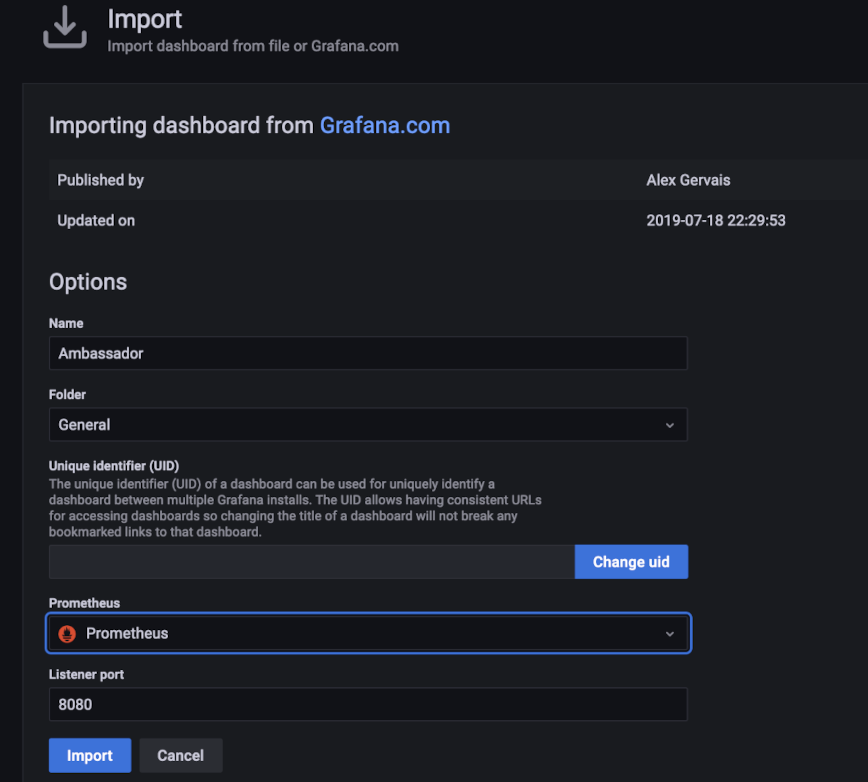 Import
Import dashboard from file or Grafana.com
Importing dashboard from Grafana.com
Published by Alex Gervais
Updated on 2019-07-18 22:29:53
Options
Name
Ambassador
Folder
General
Unique identifier (UID)
The unique identifier (UID) of a dashboard can be used for uniquely identify a
dashboard between multiple Grafana installs. The UID allows having consistent URLs
for accessing dashboards so changing the title of a dashboard will not break any
bookmarked links to that dashboard.
Change uid
Prometheus
Prometheus
Listener port
8080
Import Cancel